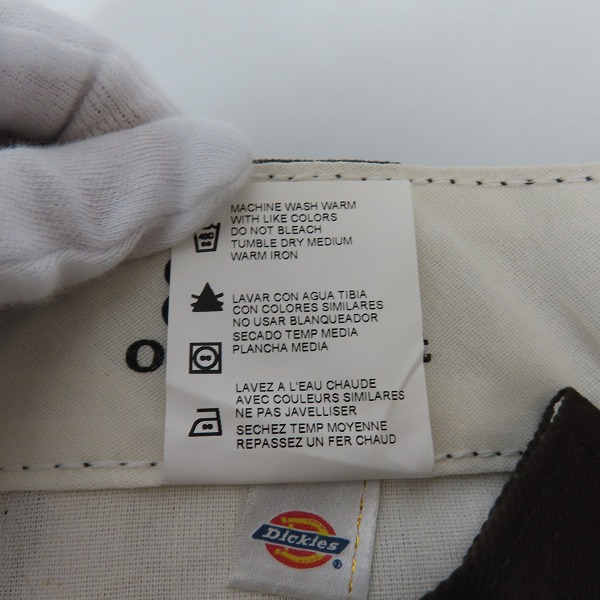 MACHINE WASH WARM
WITH LIKE COLORS
DO NOT BLEACH
TUMBLE DRY MEDIUM
WARM IRON
LAVAR CON AGUA TIBIA
CON COLORES SIMILARES
NO USAR BLANQUEADOR
SECADO TEMP MEDIA
PLANCHA MEDIA
LAVEZ A L'EAU CHAUDE
AVEC COULEURS SIMILARES
NE PAS JAVELLISER
SECHEZ TEMP MOYENNE
REPASSEZ UN FER CHAUD
Dickies